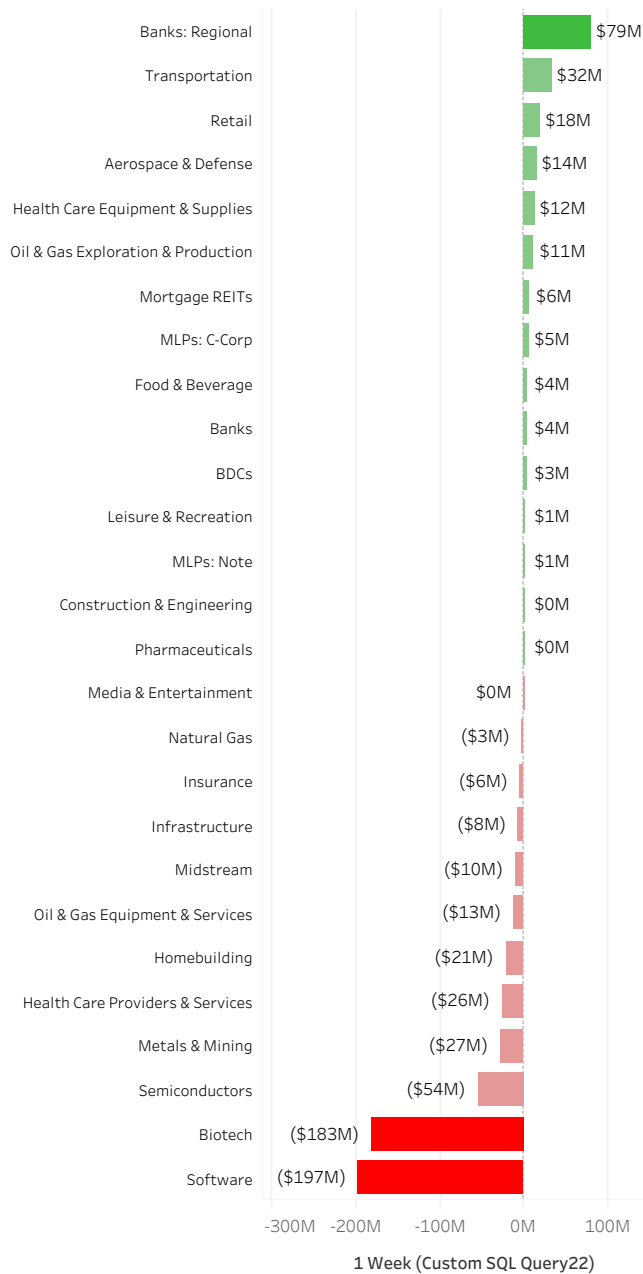 Banks: Regional $79M
Transportation $32M
Retail $18M
Aerospace & Defense $14M
Health Care Equipment & Supplies $12M
Oil & Gas Exploration & Production $11M
Mortgage REITs $6M
MLPs: C-Corp $5M
Food & Beverage $4M
Banks $4M
BDCs $3M
Leisure & Recreation $1M
MLPs: Note $1M
Construction & Engineering $0M
Pharmaceuticals $0M
Media & Entertainment $0M
Natural Gas ($3M)
Insurance ($6M)
Infrastructure ($8M)
Midstream ($10M)
Oil & Gas Equipment & Services ($13M)
Homebuilding ($21M)
Health Care Providers & Services ($26M)
Metals & Mining ($27M)
Semiconductors ($54M)
Biotech ($183M)
Software ($197M)
-300M -200M -100M 0M 100M
1 Week (Custom SQL Query22)